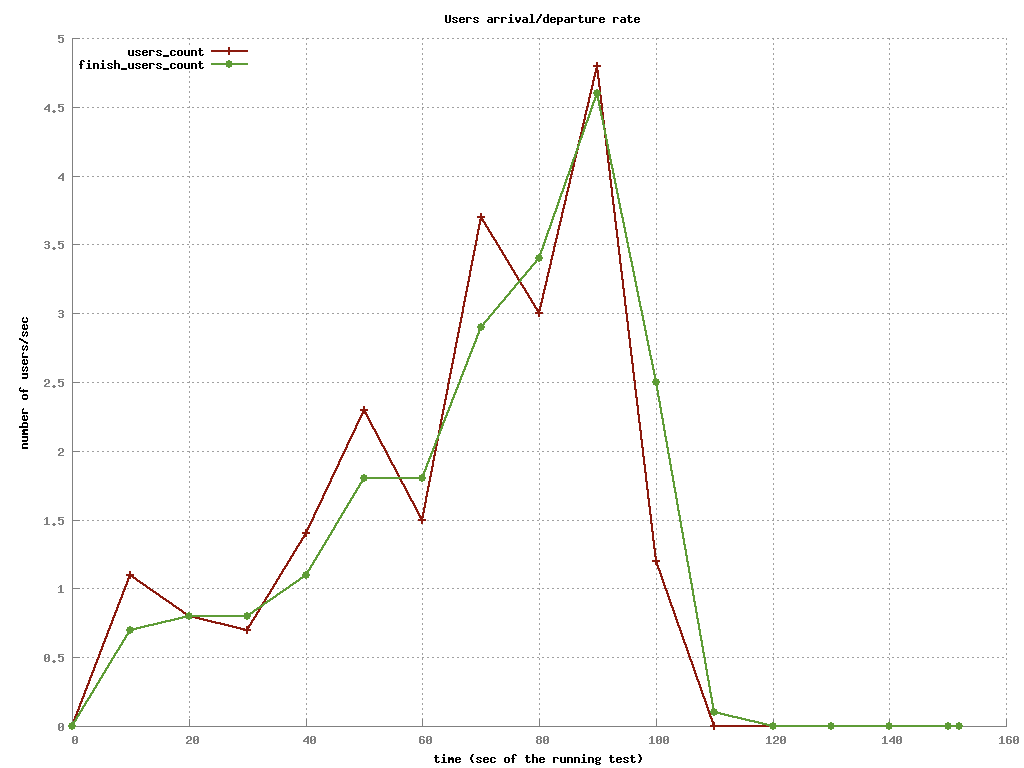 Users arrival/departure rate
users_count
finish_users_count
5
4.5
4
3.5
3
2.5
2
1.5
1
0.5
0
number of users/sec
0 20 40 60 80 100 120 140 160
time (sec of the running test)